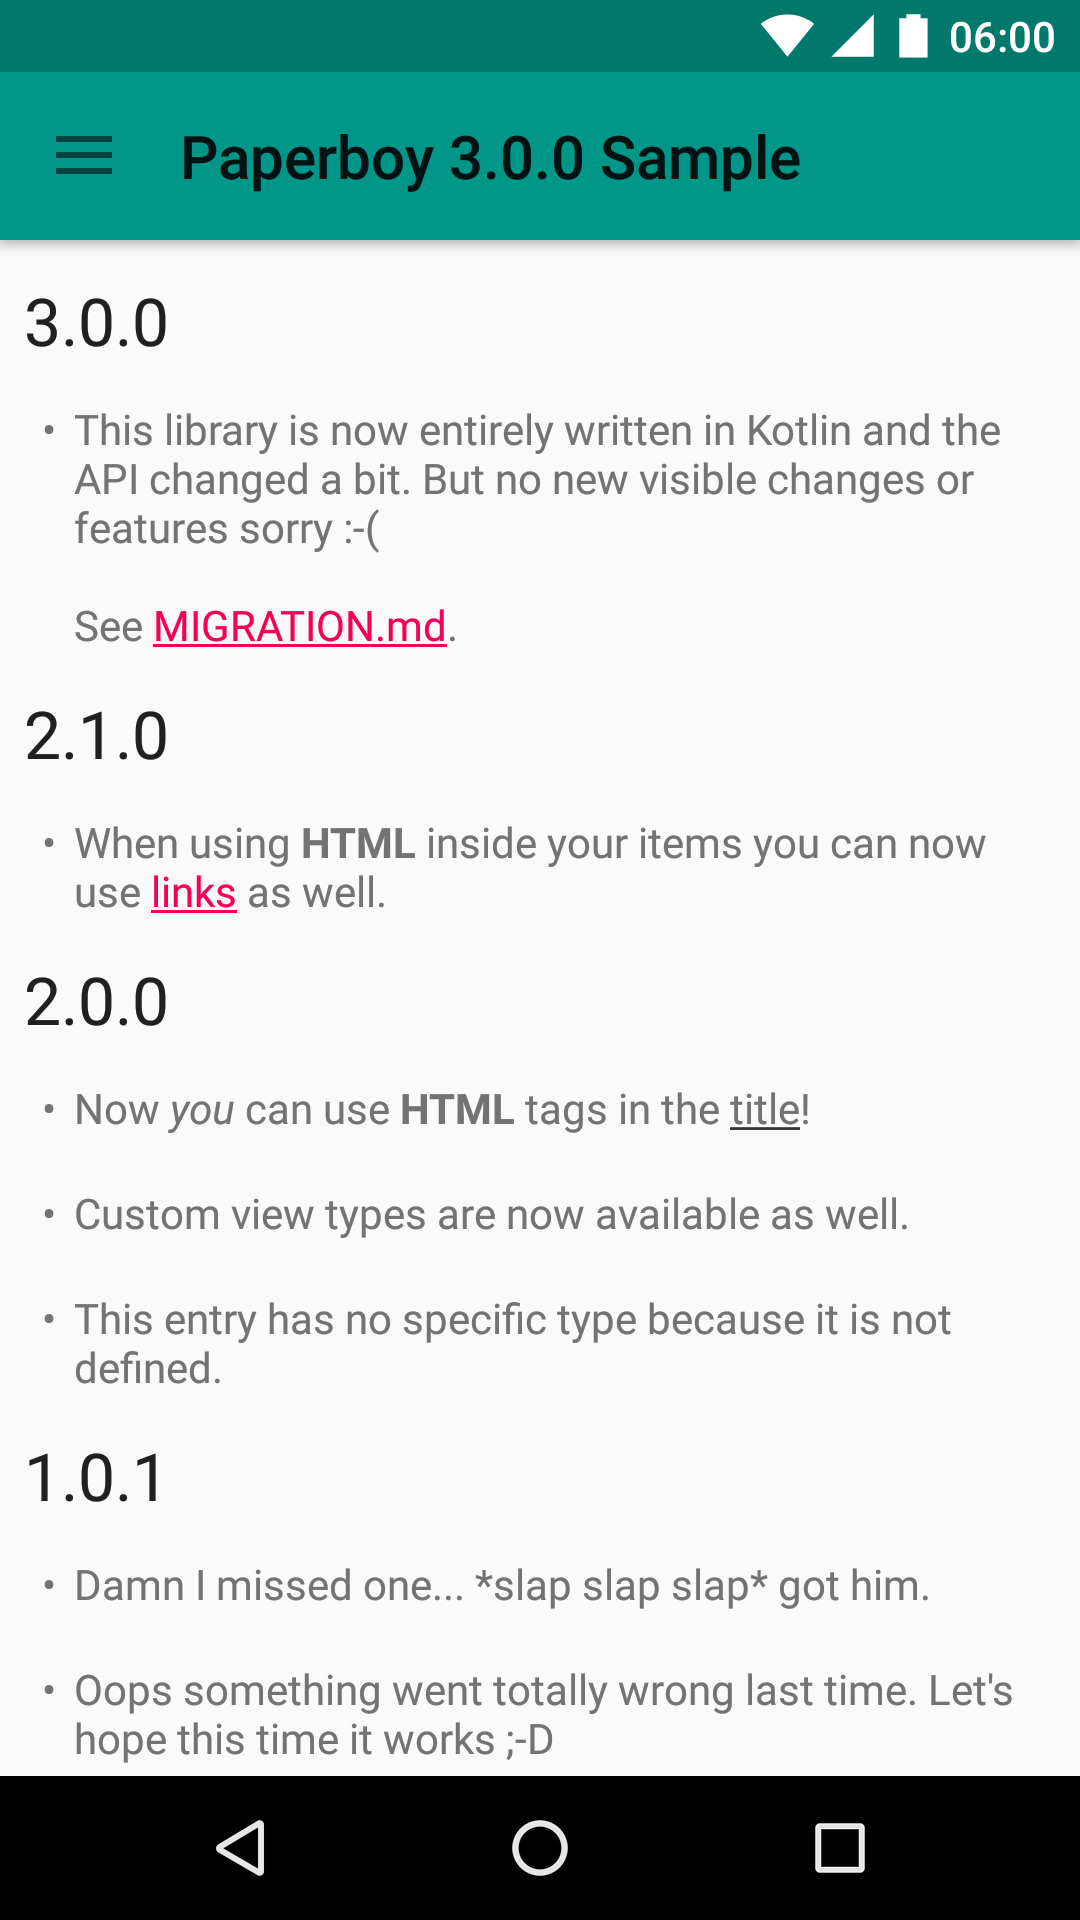 06:00
Paperboy 3.0.0 Sample
3.0.0
• This library is now entirely written in Kotlin and the
API changed a bit. But no new visible changes or
features sorry :-(
See MIGRATION.md.
2.1.0
• When using HTML inside your items you can now
use links as well.
2.0.0
• Now you can use HTML tags in the title!
• Custom view types are now available as well.
• This entry has no specific type because it is not
defined.
1.0.1
• Damn I missed one... *slap slap slap* got him.
• Oops something went totally wrong last time. Let's
hope this time it works ;-D